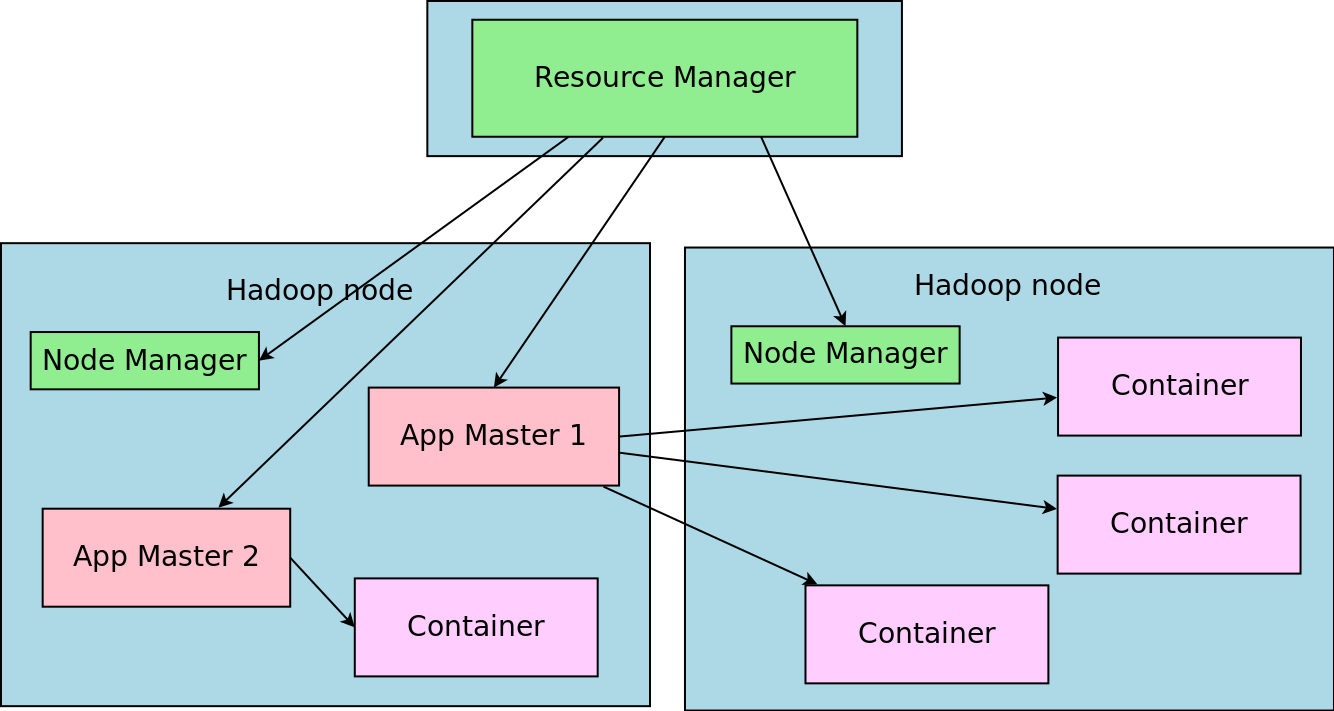 Resource Manager
Hadoop node
Node Manager
App Master 1
App Master 2
Container
Hadoop node
Node Manager
Container
Container
Container